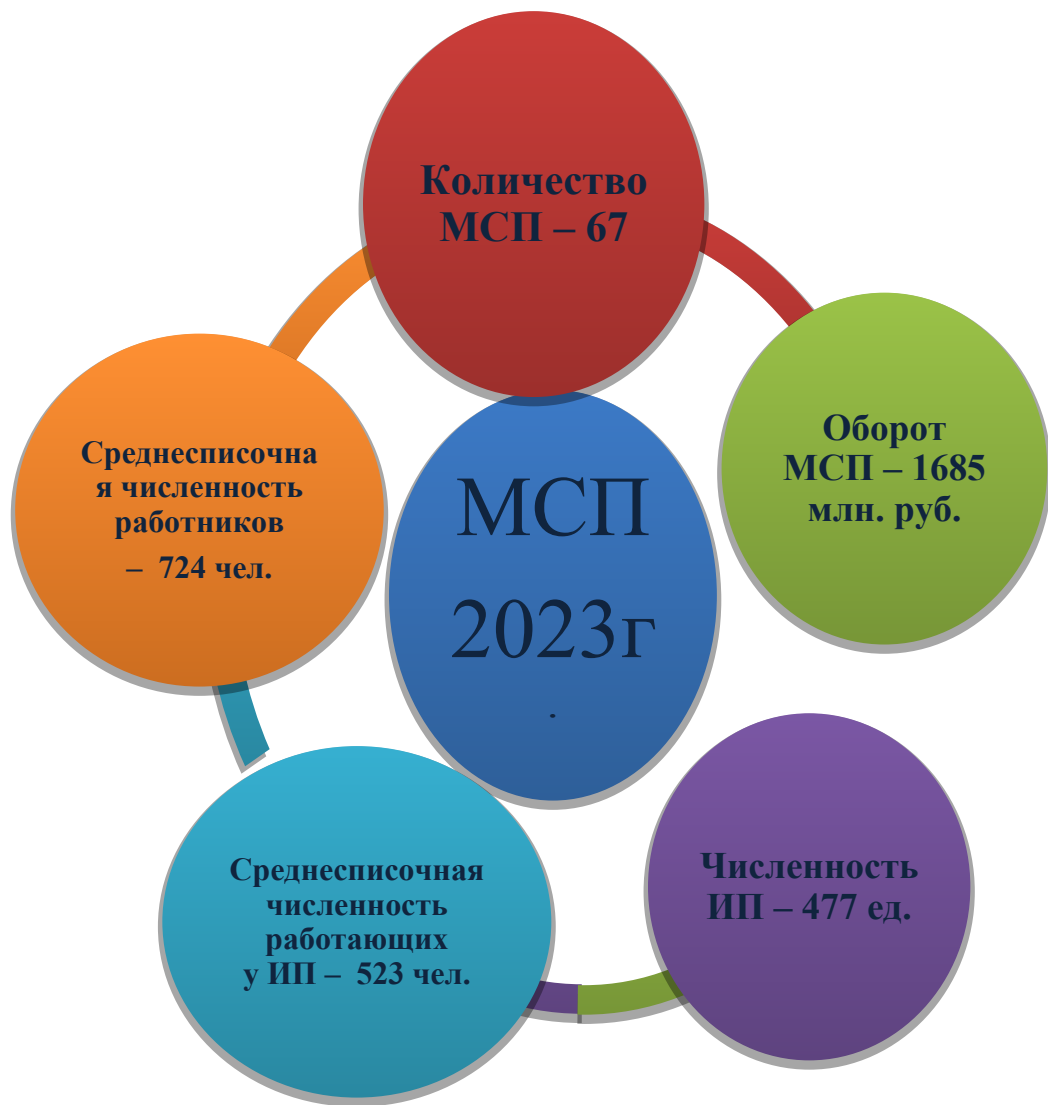 Количество
МСП – 67
Оборот
МСП – 1685
млн. руб.
Среднесписочна
я численность
работников
– 724 чел.
МСП
2023г
.
Численность
ИП – 477 ед.
Среднесписочная
численность
работающих
у ИП – 523 чел.